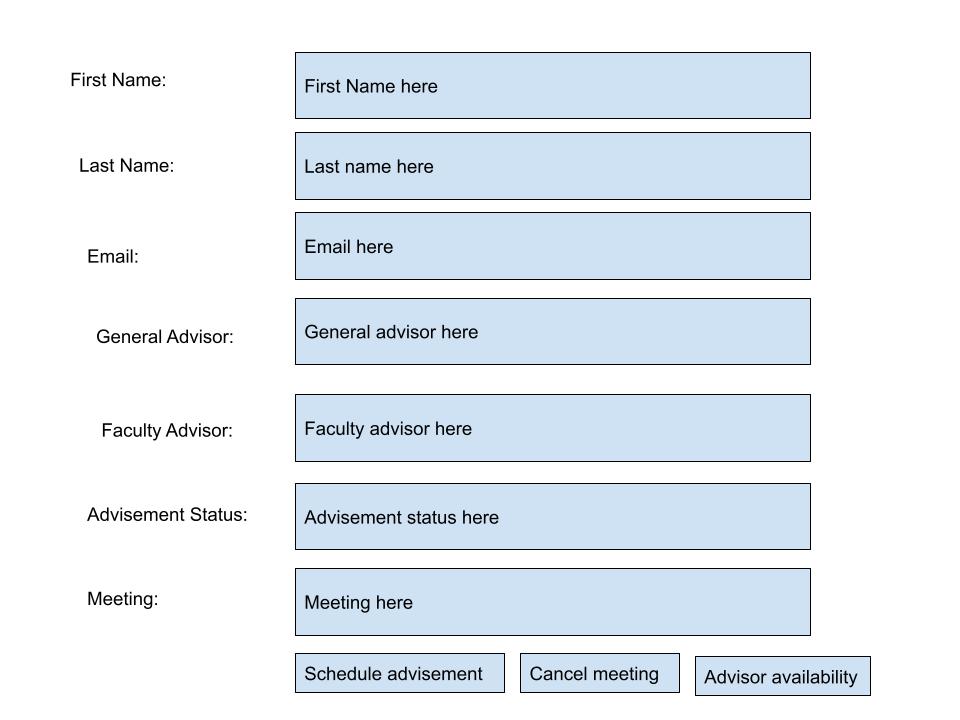 First Name:
First Name here
Last Name:
Last name here
Email:
Email here
General Advisor:
General advisor here
Faculty Advisor:
Faculty advisor here
Advisement Status:
Advisement status here
Meeting:
Meeting here
Schedule advisement
Cancel meeting
Advisor availability